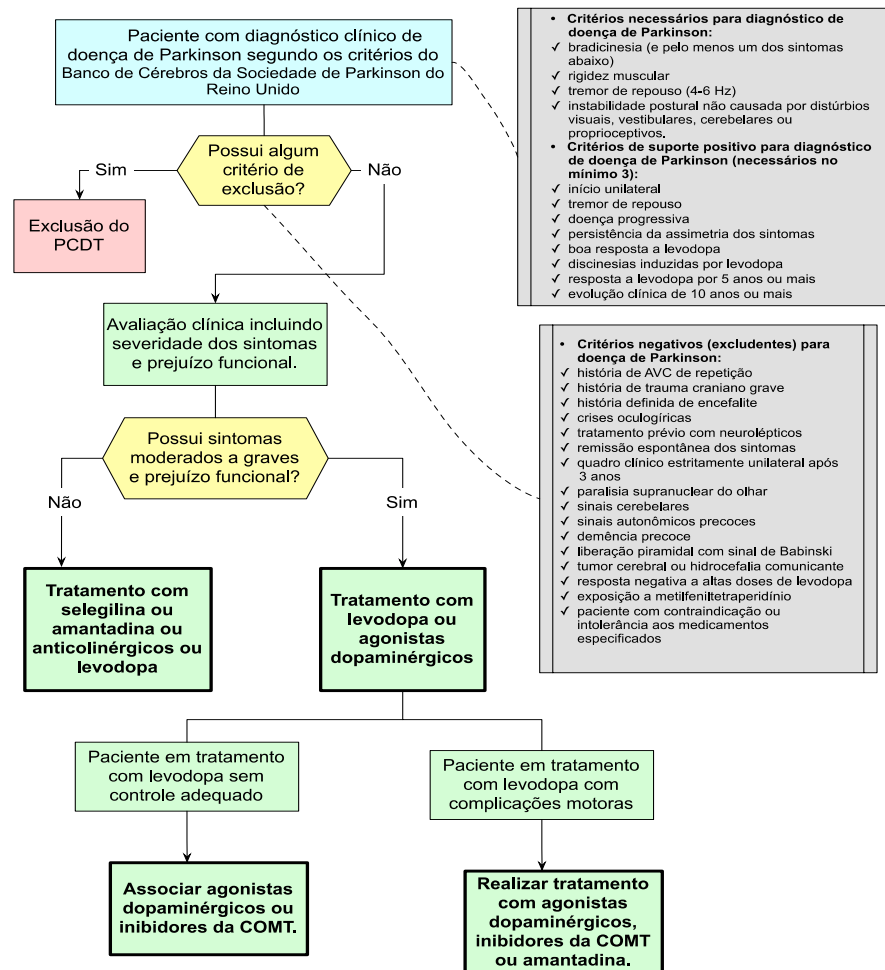 Paciente com diagnóstico clínico de
doença de Parkinson segundo os critérios do
Banco de Cérebros da Sociedade de Parkinson do
Reino Unido
Possui algum
critério de
exclusão?
Sim
Não
Exclusão do
PCDT
Avaliação clínica incluindo
severidade dos sintomas
e prejuízo funcional.
Possui sintomas
moderados a graves
e prejuízo funcional?
Não
Sim
Tratamento com
selegilina ou
amantadina ou
anticolinérgicos ou
levodopa
Tratamento com
levodopa ou
agonistas
dopaminérgicos
Paciente em tratamento
com levodopa sem
controle adequado
Paciente em tratamento
com levodopa com
complicações motoras
Associar agonistas
dopaminérgicos ou
inibidores da COMT.
Realizar tratamento
com agonistas
dopaminérgicos,
inibidores da COMT
ou amantadina.
• Critérios necessários para diagnóstico de
doença de Parkinson:
✓ bradicinesia (e pelo menos um dos sintomas
abaixo)
✓ rigidez muscular
✓ tremor de repouso (4-6 Hz)
✓ instabilidade postural não causada por distúrbios
visuais, vestibulares, cerebelares ou
proprioceptivos.
• Critérios de suporte positivo para diagnóstico
de doença de Parkinson (necessários no
mínimo 3):
✓ início unilateral
✓ tremor de repouso
✓ doença progressiva
✓ persistência da assimetria dos sintomas
✓ boa resposta a levodopa
✓ discinesias induzidas por levodopa
✓ resposta a levodopa por 5 anos ou mais
✓ evolução clínica de 10 anos ou mais
• Critérios negativos (excludentes) para
doença de Parkinson:
✓ história de AVC de repetição
✓ história de trauma craniano grave
✓ história definida de encefalite
✓ crises oculogíricas
✓ tratamento prévio com neurolépticos
✓ remissão espontânea dos sintomas
✓ quadro clínico estritamente unilateral após
3 anos
✓ paralisia supranuclear do olhar
✓ sinais cerebelares
✓ sinais autonômicos precoces
✓ demência precoce
✓ liberação piramidal com sinal de Babinski
✓ tumor cerebral ou hidrocefalia comunicante
✓ resposta negativa a altas doses de levodopa
✓ exposição a metilfeniltetraperidínio
✓ paciente com contraindicação ou
intolerância aos medicamentos
especificados